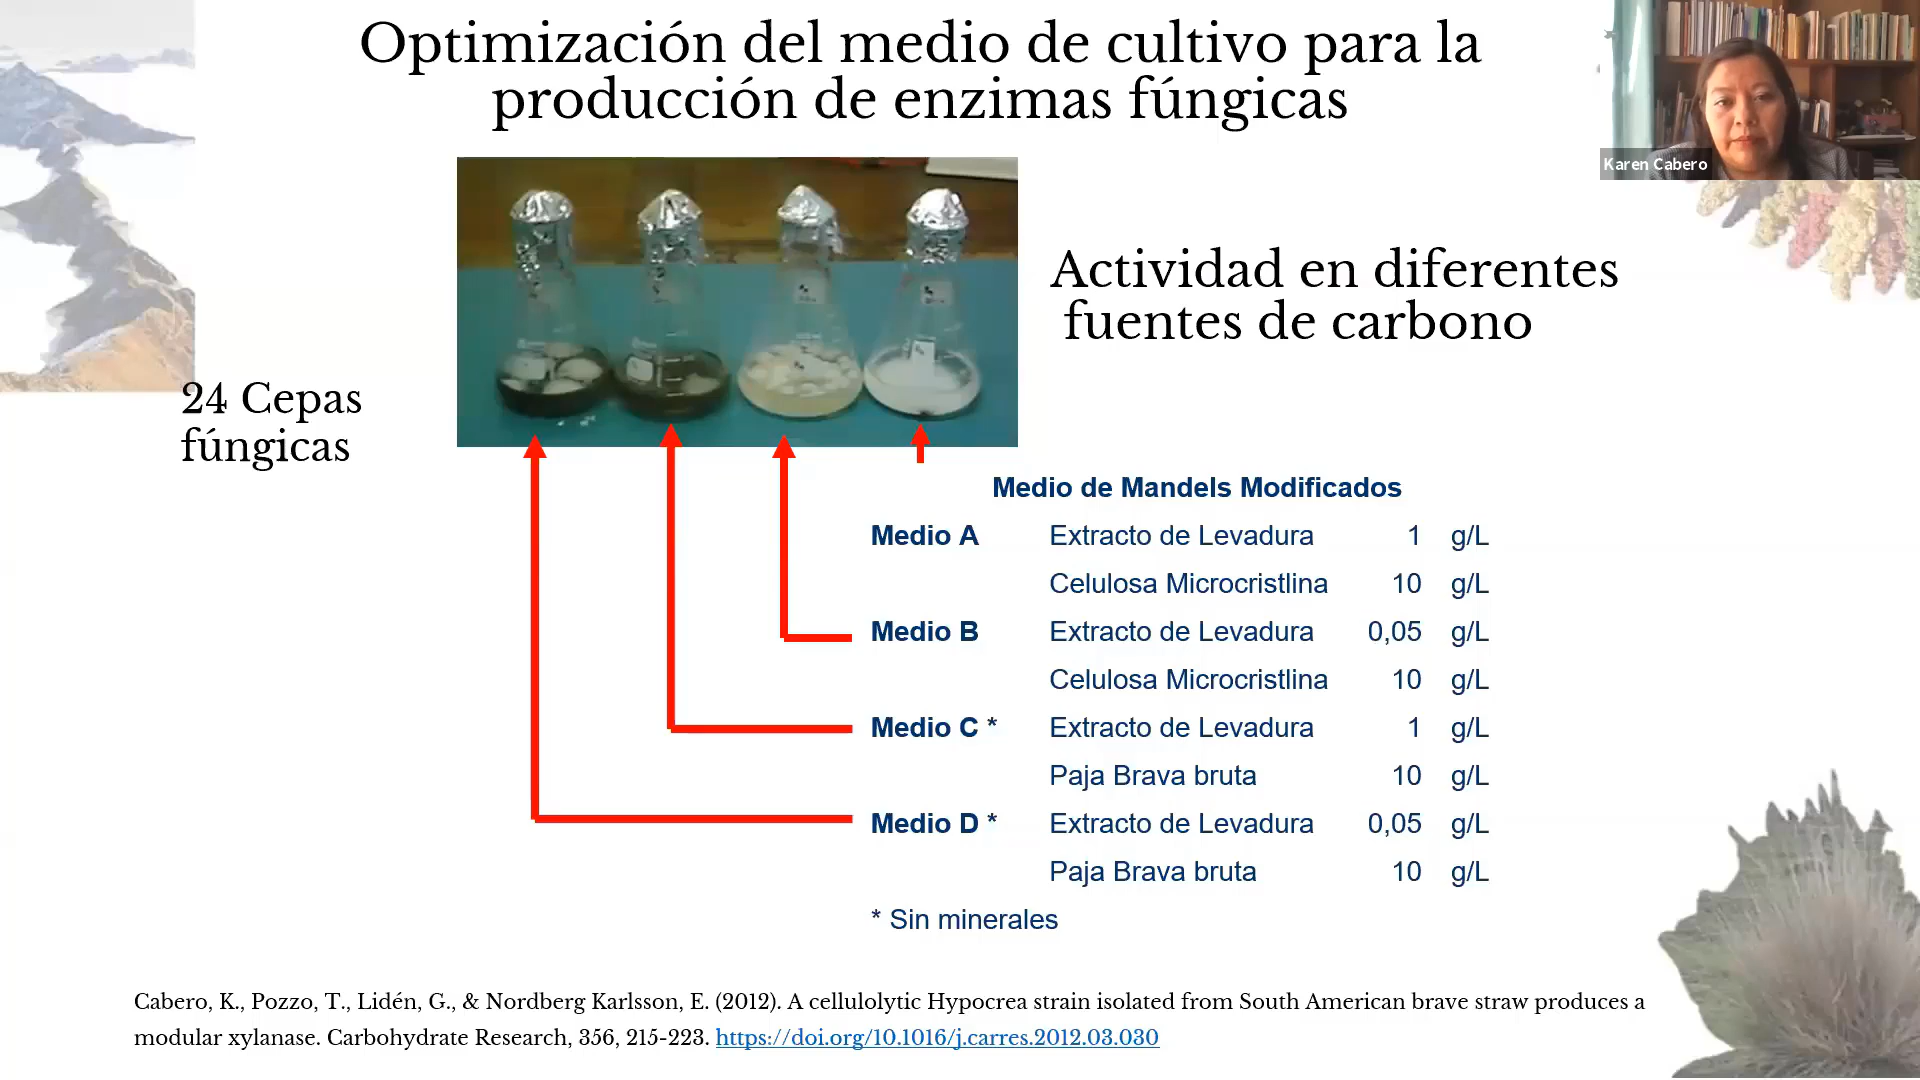 Optimización del medio de cultivo para la
producción de enzimas fúngicas
Karen Cabero
Actividad en diferentes
fuentes de carbono
24 Cepas
fúngicas
Medio de Mandels Modificados
Medio A Extracto de Levadura 1 g/L
Celulosa Microcristlina 10 g/L
Medio B Extracto de Levadura 0,05 g/L
Celulosa Microcristlina 10 g/L
Medio C * Extracto de Levadura 1 g/L
Paja Brava bruta 10 g/L
Medio D * Extracto de Levadura 0,05 g/L
Paja Brava bruta 10 g/L
* Sin minerales
Cabero, K., Pozzo, T., Lidén, G., & Nordberg Karlsson, E. (2012). A cellulolytic Hypocrea strain isolated from South American brave straw produces a
modular xylanase. Carbohydrate Research, 356, 215-223. https://doi.org/10.1016/j.carres.2012.03.030